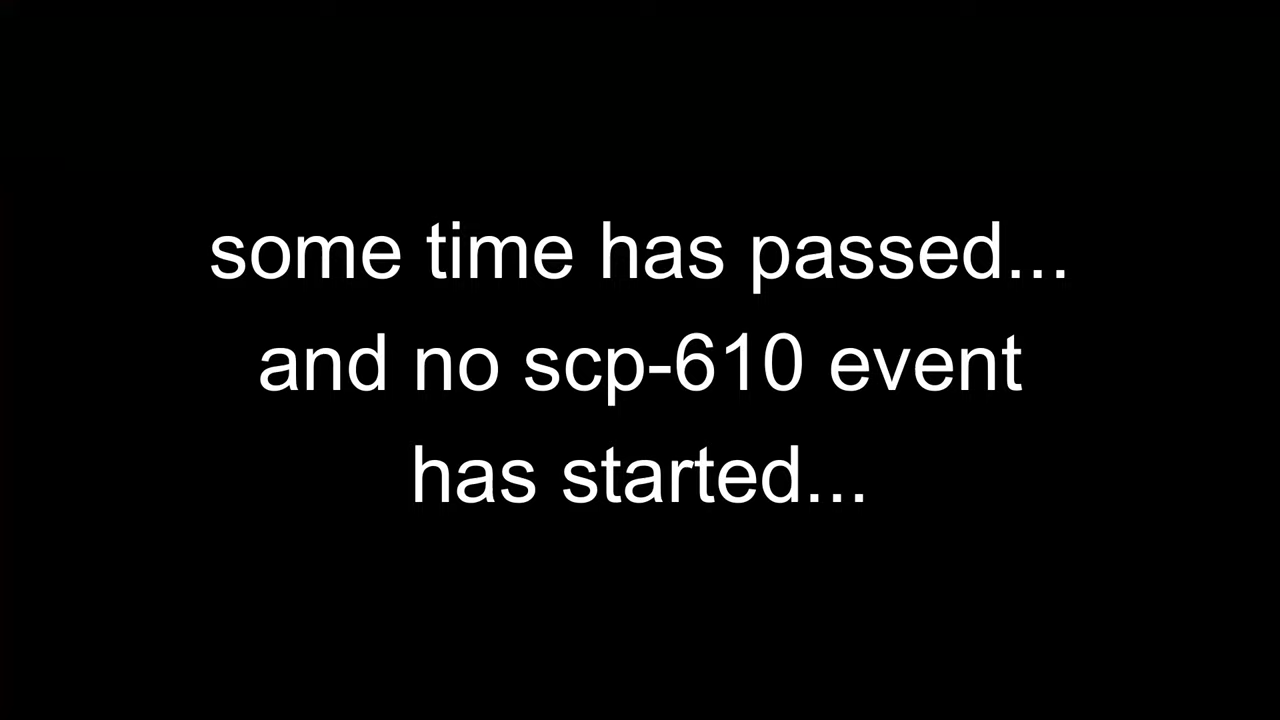 some time has passed...
and no scp-610 event
has started...